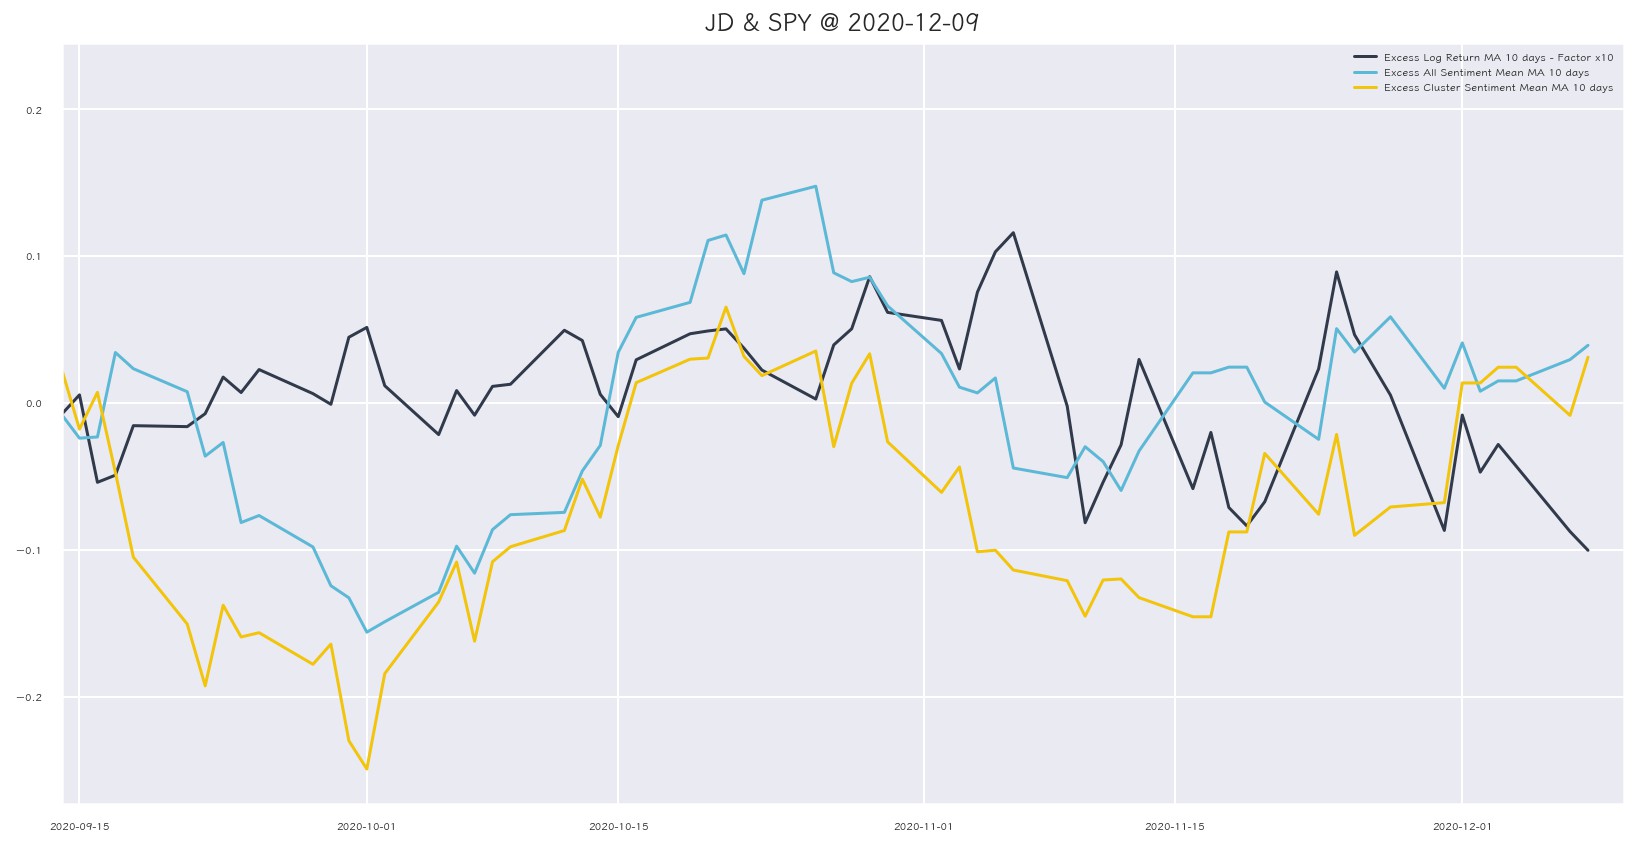 JD & SPY @ 2020-12-09
Excess Log Return MA 10 days - Factor x10
Excess All Sentiment Mean MA 10 days
Excess Cluster Sentiment Mean MA 10 days
0.2
0.1
0.0
−0.1
−0.2
2020-09-15 2020-10-01 2020-10-15 2020-11-01 2020-11-15 2020-12-01